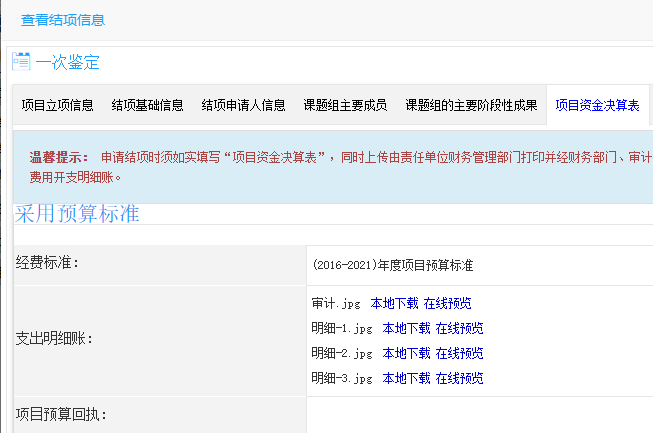 查看结项信息
一次鉴定
项目立项信息 结项基础信息 结项申请人信息 课题组主要成员 课题组的主要阶段性成果 项目资金决算表
温馨提示： 申请结项时须如实填写“项目资金决算表”，同时上传由责任单位财务管理部门打印并经财务部门、审计
费用开支明细账。
采用预算标准
经费标准： (2016-2021)年度项目预算标准
支出明细账： 审计.jpg 本地下载 在线预览
明细-1.jpg 本地下载 在线预览
明细-2.jpg 本地下载 在线预览
明细-3.jpg 本地下载 在线预览
项目预算回执：